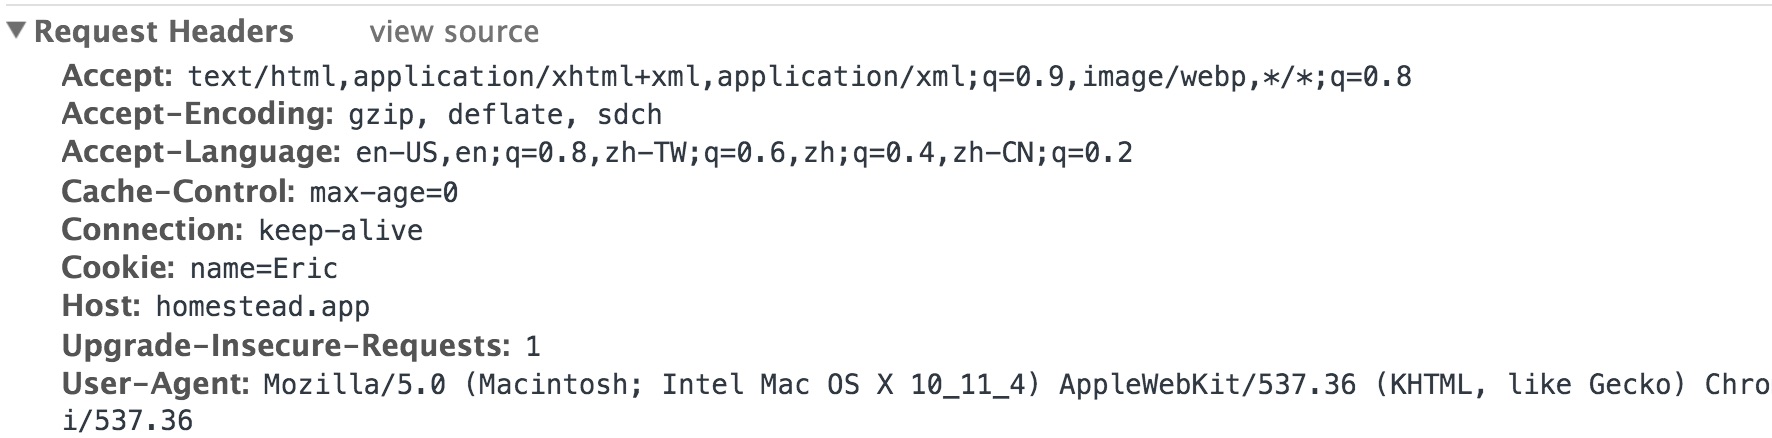 ▼ Request Headers view source
Accept: text/html,application/xhtml+xml,application/xml;q=0.9,image/webp,*/*;q=0.8
Accept-Encoding: gzip, deflate, sdch
Accept-Language: en-US,en;q=0.8,zh-TW;q=0.6,zh;q=0.4,zh-CN;q=0.2
Cache-Control: max-age=0
Connection: keep-alive
Cookie: name=Eric
Host: homestead.app
Upgrade-Insecure-Requests: 1
User-Agent: Mozilla/5.0 (Macintosh; Intel Mac OS X 10_11_4) AppleWebKit/537.36 (KHTML, like Gecko) Chro
i/537.36